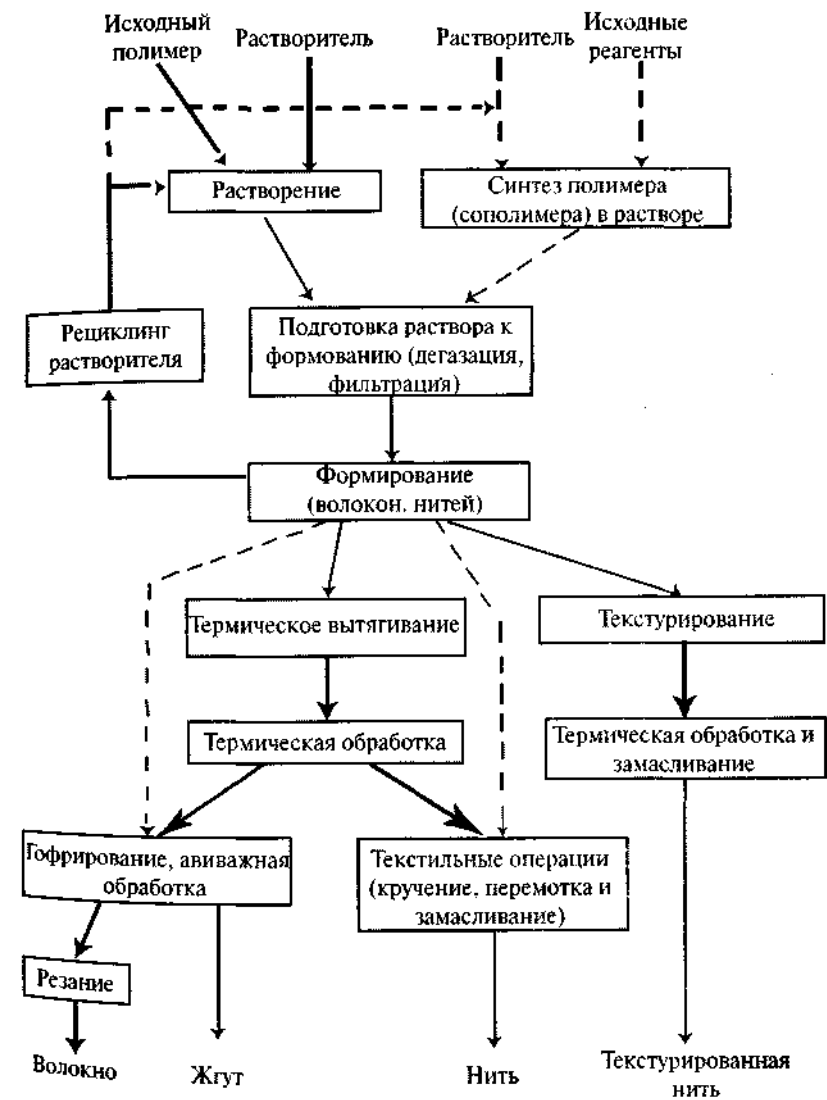 Исходный
полимер
Растворитель
Растворитель
Исходные
реагенты
Растворение
Синтез полимера
(сополимера) в растворе
Рециклинг
растворителя
Подготовка раствора к
формованию (дегазация,
фильтрация)
Формирование
(волокон. нитей)
Термическое вытягивание
Текстурирование
Термическая обработка
Термическая обработка и
замасливание
Гофрирование, авиважная
обработка
Текстильные операции
(кручение, перемотка и
замасливание)
Резание
Волокно
Жгут
Нить
Текстурированная
нить